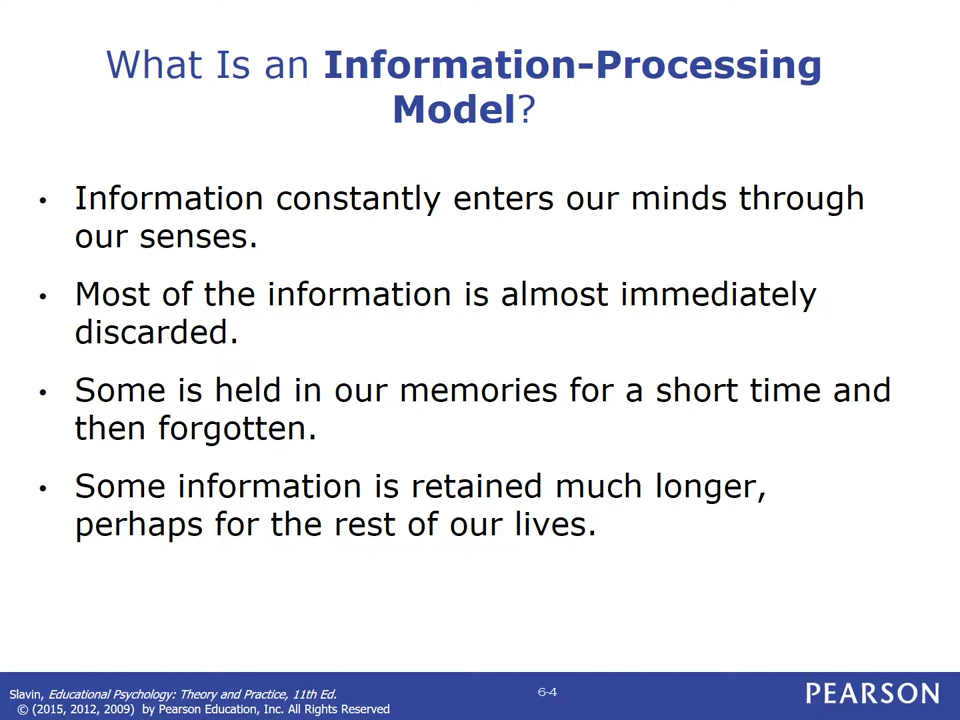 What Is an Information-Processing
Model?
• Information constantly enters our minds through
our senses.
• Most of the information is almost immediately
discarded.
• Some is held in our memories for a short time and
then forgotten.
• Some information is retained much longer,
perhaps for the rest of our lives.
Slavin, Educational Psychology: Theory and Practice, 11th Ed.
© (2015, 2012, 2009) by Pearson Education, Inc. All Rights Reserved
6-4
PEARSON